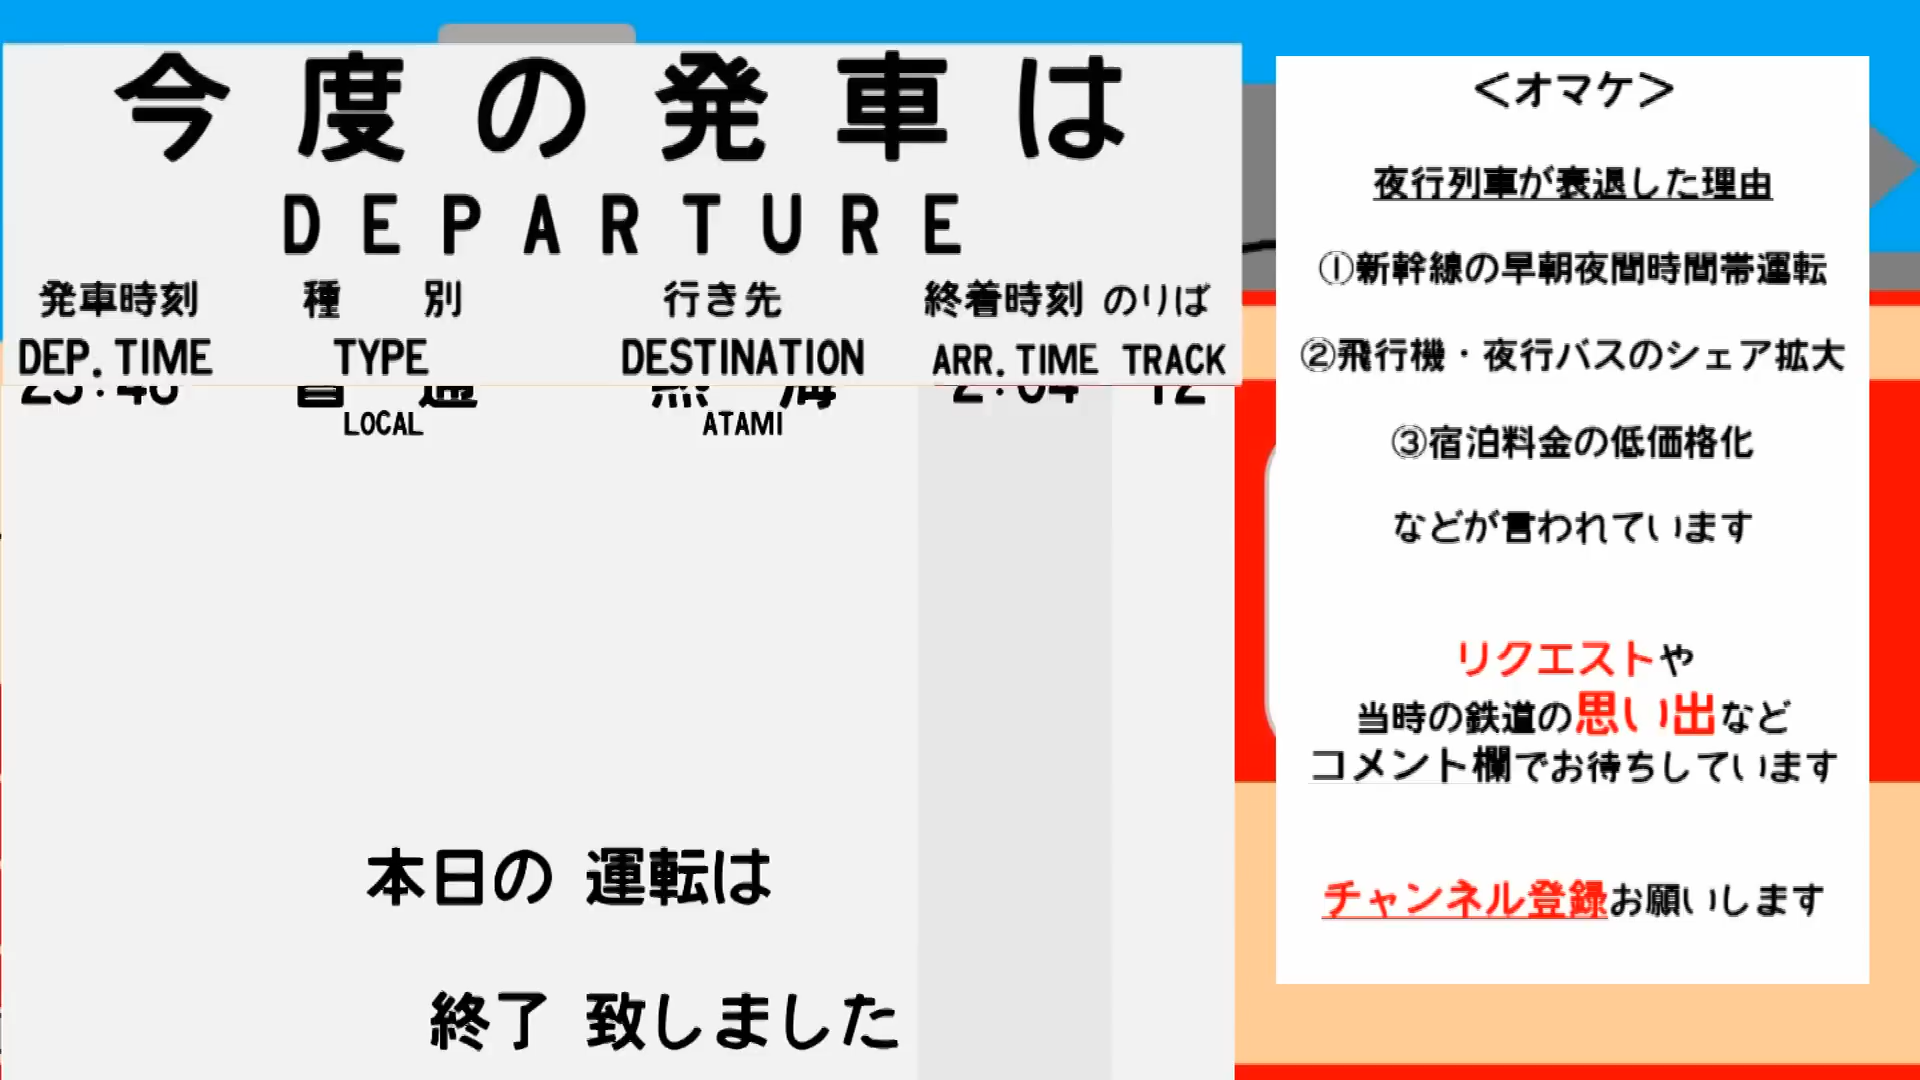 今度の発車は
DEPARTURE
発車時刻 種別 行き先 終着時刻 のりば
DEP. TIME TYPE DESTINATION ARR. TIME TRACK
普通 熱海 12
LOCAL ATAMI
本日の 運転は
終了 致しました
＜オマケ＞
夜行列車が衰退した理由
①新幹線の早朝夜間時間帯運転
②飛行機・夜行バスのシェア拡大
③宿泊料金の低価格化
などが言われています
リクエストや
当時の鉄道の思い出など
コメント欄でお待ちしています
チャンネル登録お願いします